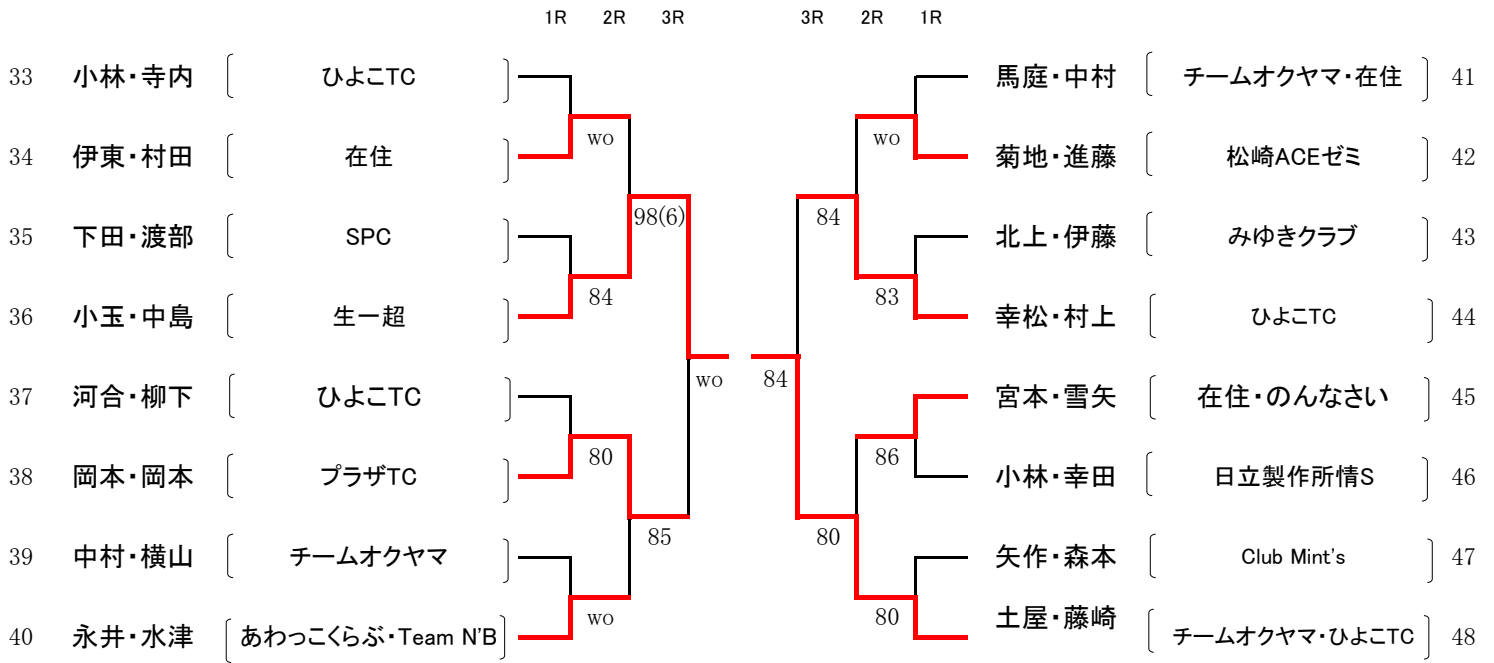 1R 2R 3R 3R 2R 1R
33 小林・寺内 ひよこTC 馬庭・中村 チームオクヤマ・在住 41
wo wo
34 伊東・村田 在住 菊地・進藤 松崎ACEゼミ 42
98(6) 84
35 下田・渡部 SPC 北上・伊藤 みゆきクラブ 43
84 83
36 小玉・中島 生一超 幸松・村上 ひよこTC 44
wo 84
37 河合・柳下 ひよこTC 宮本・雪矢 在住・のんなさい 45
80 86
38 岡本・岡本 プラザTC 小林・幸田 日立製作所情S 46
85 80
39 中村・横山 チームオクヤマ 矢作・森本 Club Mint's 47
wo 80
40 永井・水津 あわっこくらぶ・Team N'B 土屋・藤崎 チームオクヤマ・ひよこTC 48